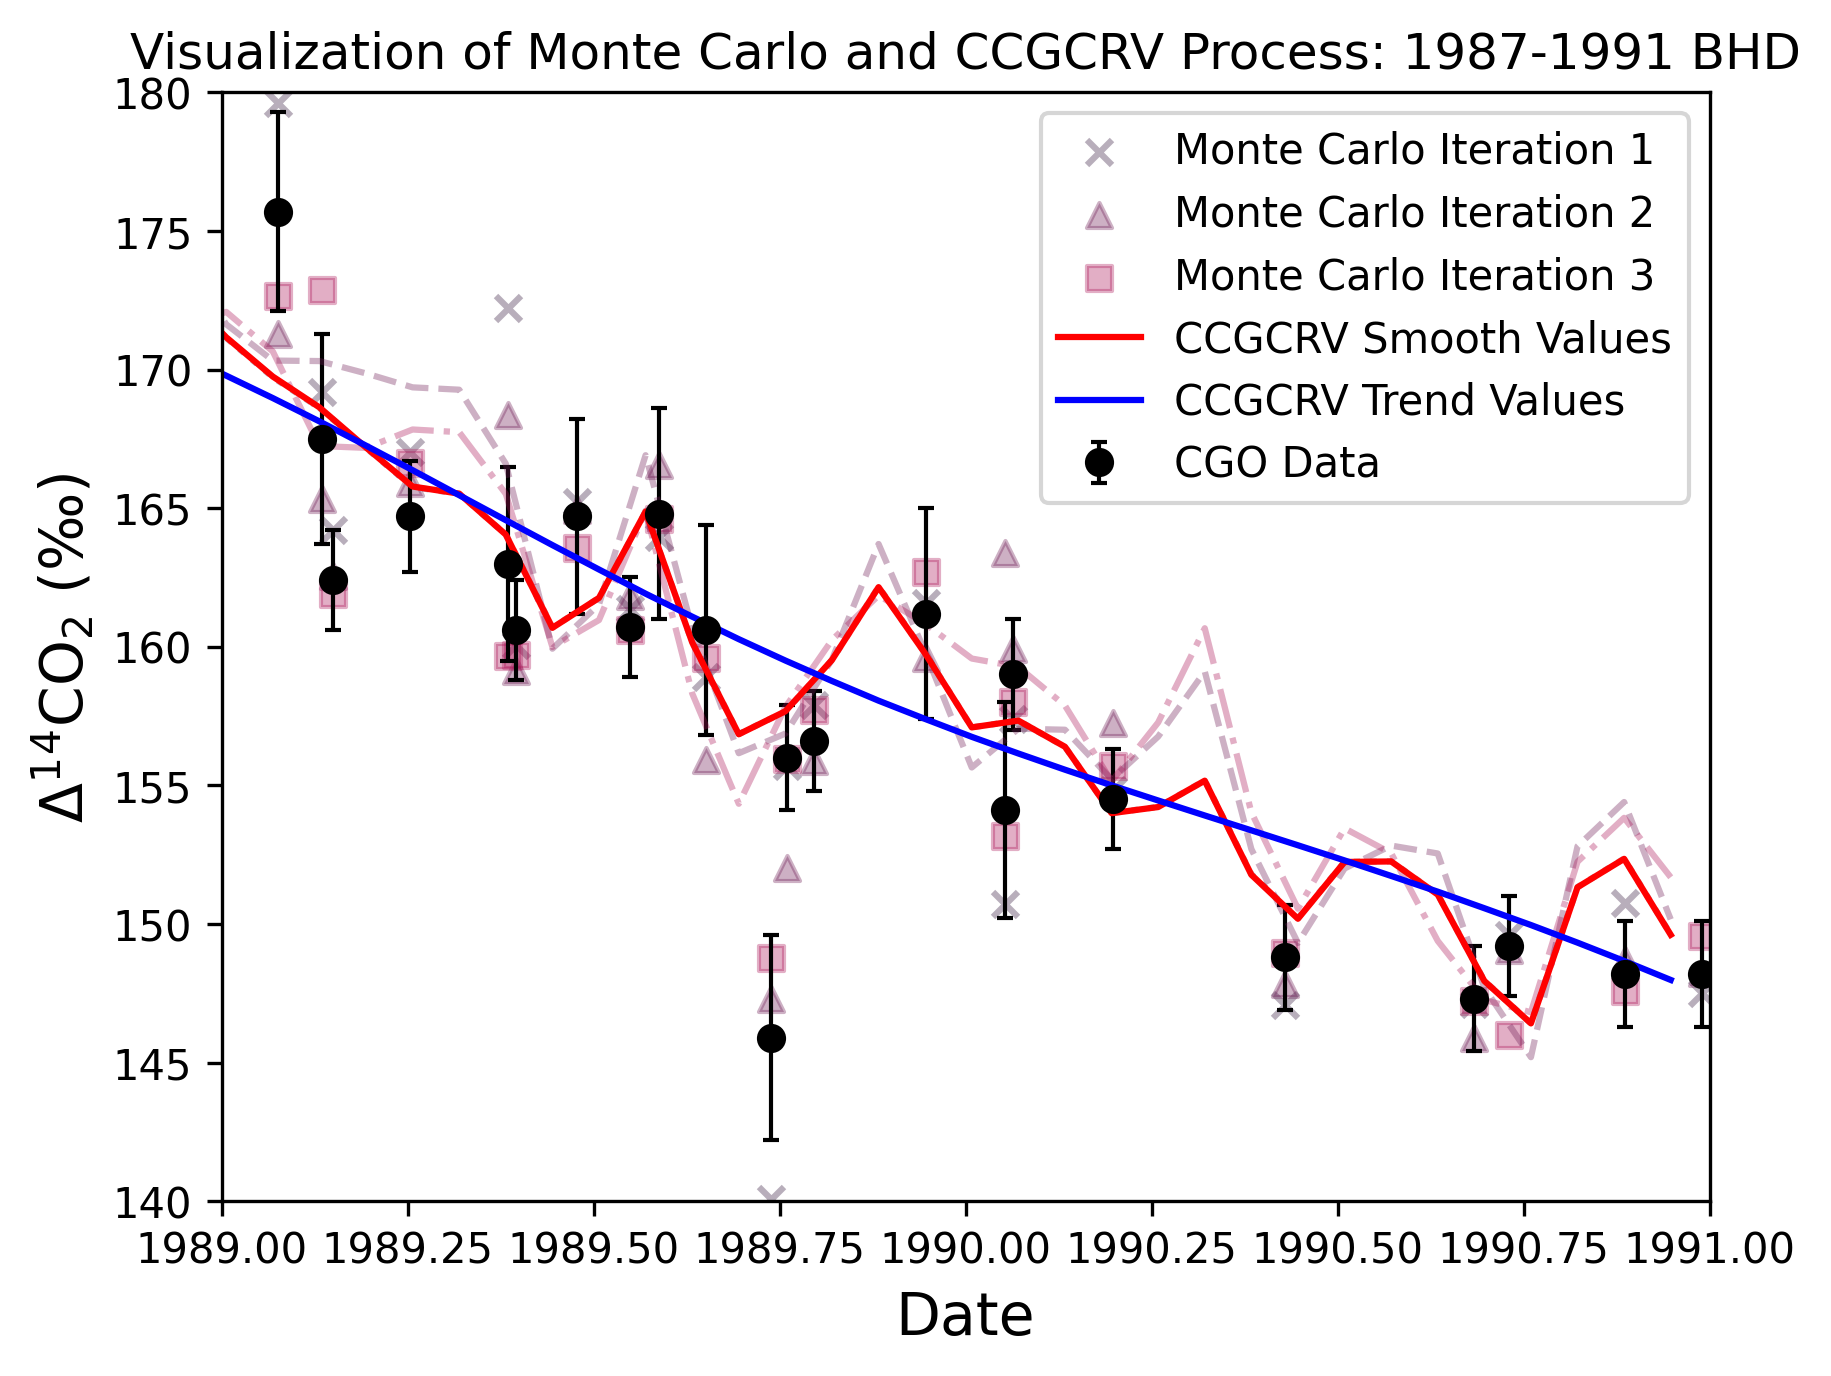 Visualization of Monte Carlo and CCGCRV Process: 1987-1991 BHD
180
175
170
165
160
155
150
145
140
Δ¹⁴CO₂ (‰)
Monte Carlo Iteration 1
Monte Carlo Iteration 2
Monte Carlo Iteration 3
CCGCRV Smooth Values
CCGCRV Trend Values
CGO Data
1989.00 1989.25 1989.50 1989.75 1990.00 1990.25 1990.50 1990.75 1991.00
Date